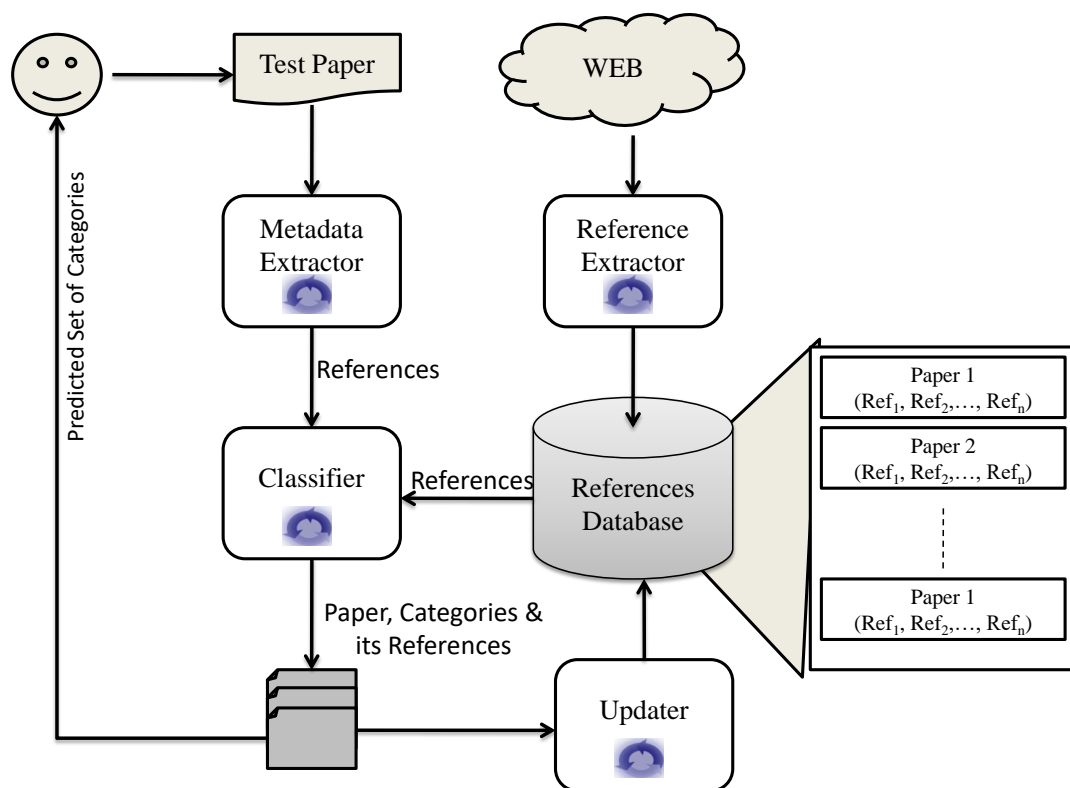 Test Paper
WEB
Predicted Set of Categories
Metadata
Extractor
Reference
Extractor
References
Classifier
References
References
Database
Paper 1
(Ref₁, Ref₂,…, Refₙ)
Paper 2
(Ref₁, Ref₂,…, Refₙ)
Paper 1
(Ref₁, Ref₂,…, Refₙ)
Paper, Categories &
its References
Updater